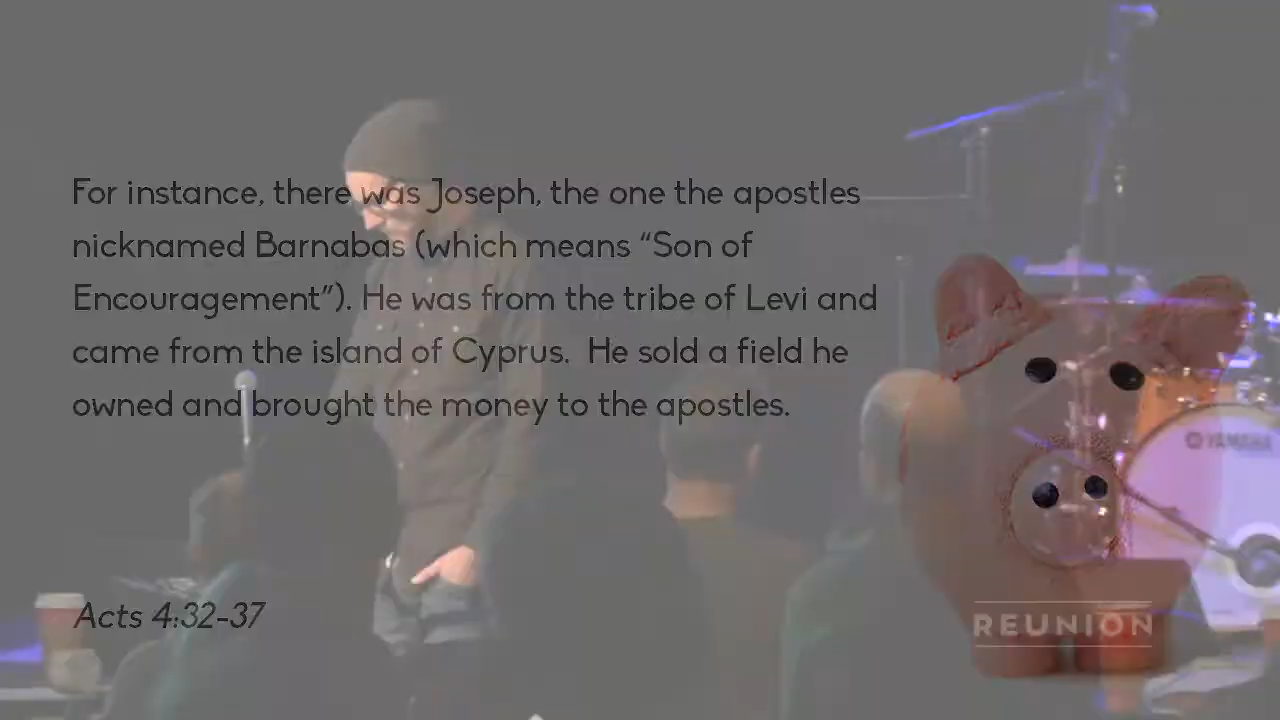 For instance, there was Joseph, the one the apostles
nicknamed Barnabas (which means “Son of
Encouragement”). He was from the tribe of Levi and
came from the island of Cyprus.  He sold a field he
owned and brought the money to the apostles.
Acts 4:32-37
REUNION
YAMAHA